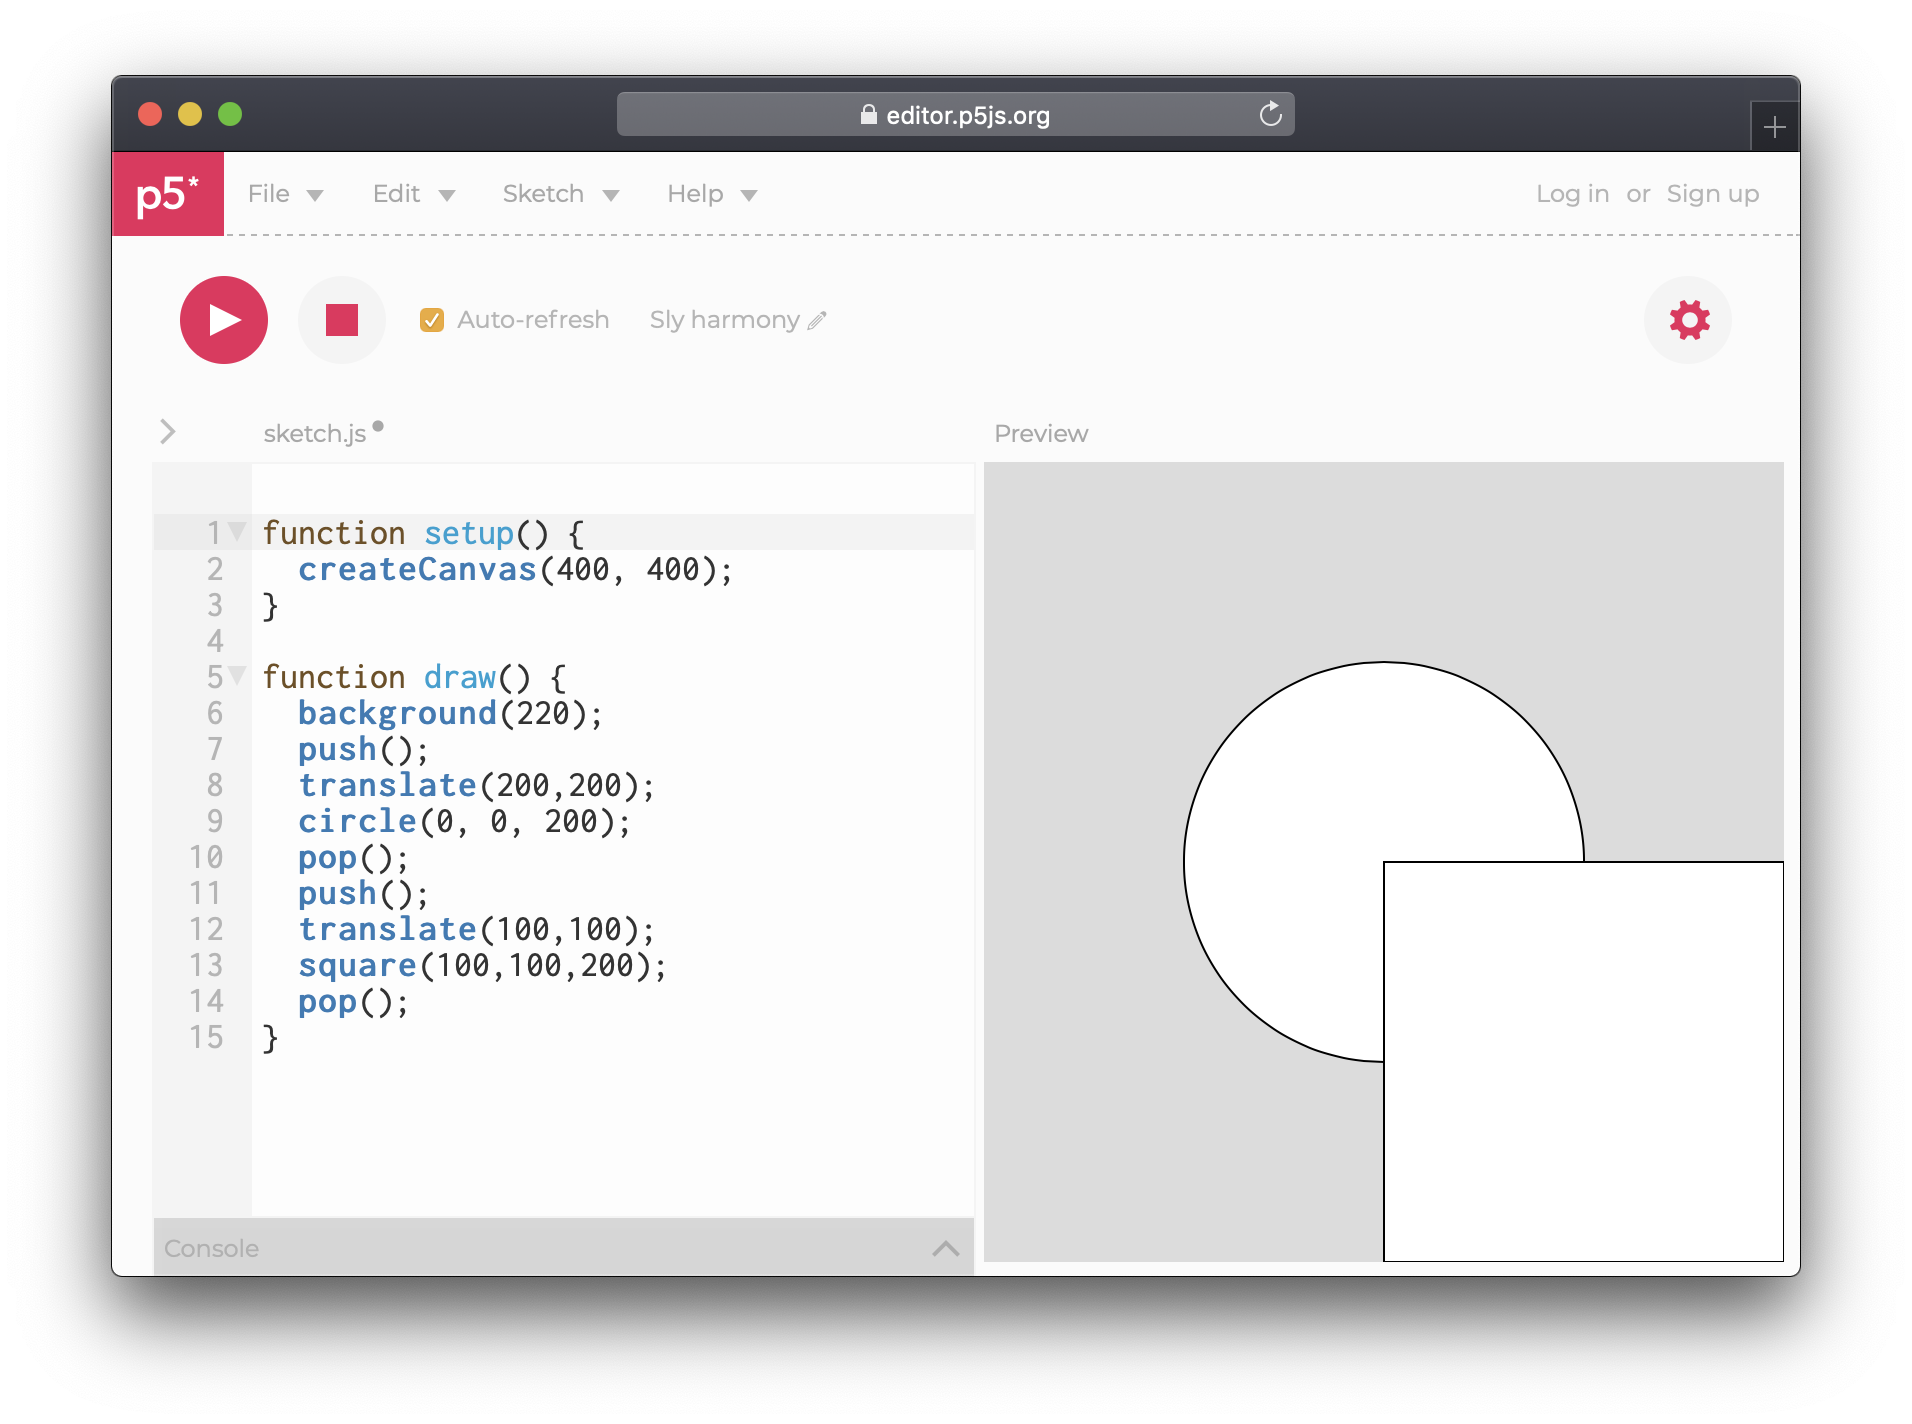 editor.p5js.org
p5*
File Edit Sketch Help Log in or Sign up
Auto-refresh Sly harmony
sketch.js
Preview
1 function setup() {
2   createCanvas(400, 400);
3 }
4
5 function draw() {
6   background(220);
7   push();
8   translate(200,200);
9   circle(0, 0, 200);
10   pop();
11   push();
12   translate(100,100);
13   square(100,100,200);
14   pop();
15 }
Console